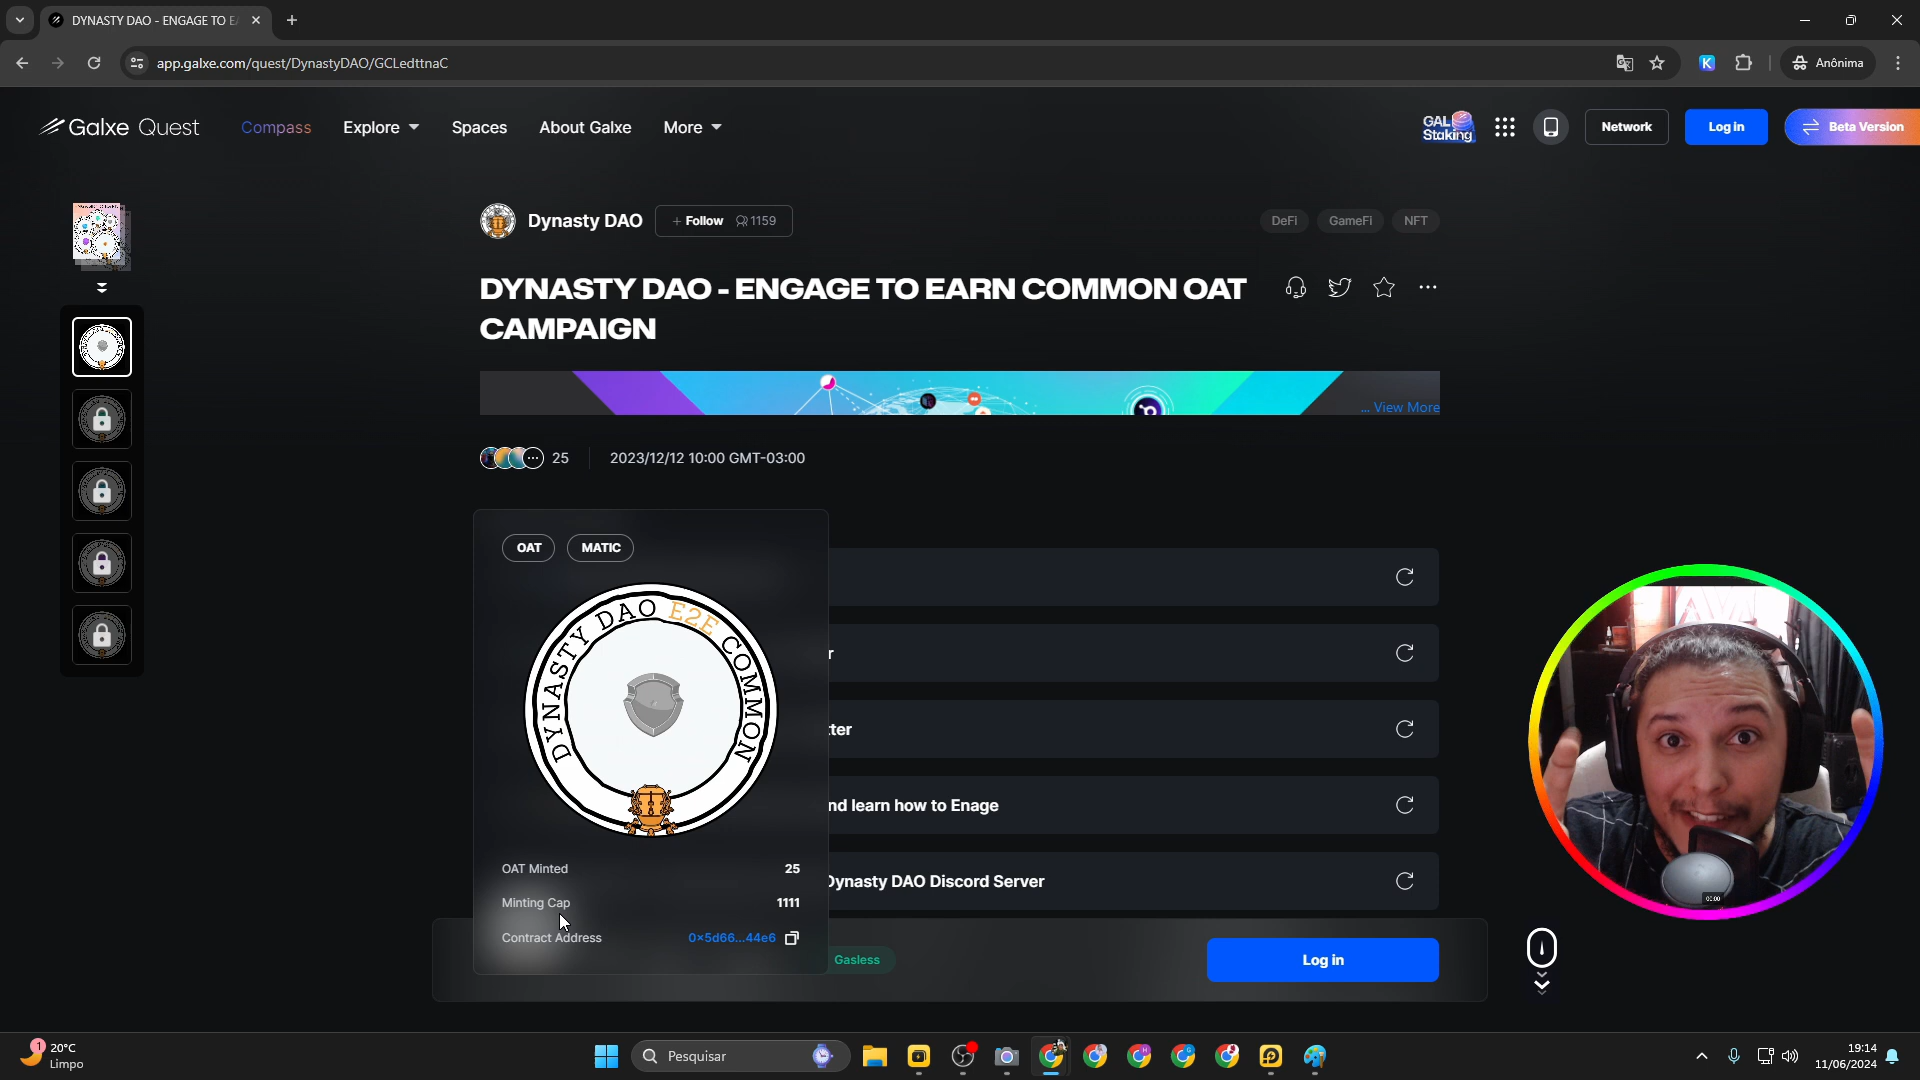 DYNASTY DAO - ENGAGE TO E
app.galxe.com/quest/DynastyDAO/GCLedttnaC
K
Anônima
Galxe Quest
Compass
Explore
Spaces
About Galxe
More
GAL
Staking
Network
Log in
Beta Version
Dynasty DAO
+ Follow
1159
DeFi
GameFi
NFT
DYNASTY DAO - ENGAGE TO EARN COMMON OAT
CAMPAIGN
... View More
25
2023/12/12 10:00 GMT-03:00
OAT
MATIC
DYNASTY DAO E2E COMMON
r
tter
nd learn how to Enage
Dynasty DAO Discord Server
OAT Minted
25
Minting Cap
1111
Contract Address
0x5d66...44e6
Gasless
Log in
00:00
1
20°C
Limpo
Pesquisar
19:14
11/06/2024